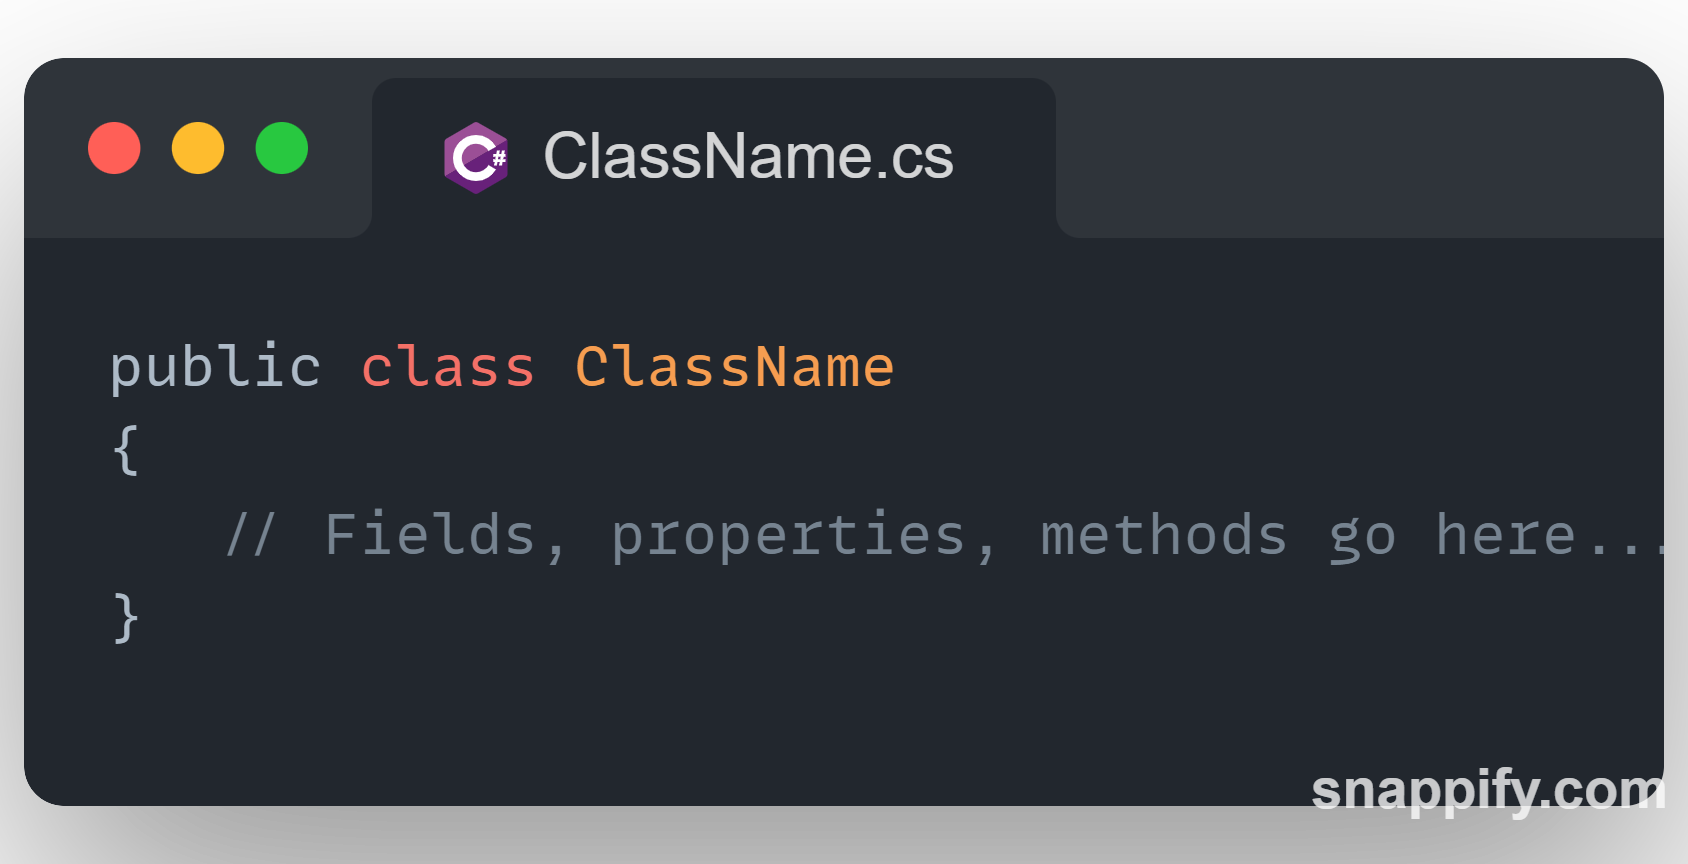 C#
ClassName.cs
public class ClassName
{
// Fields, properties, methods go here...
}
snappify.com